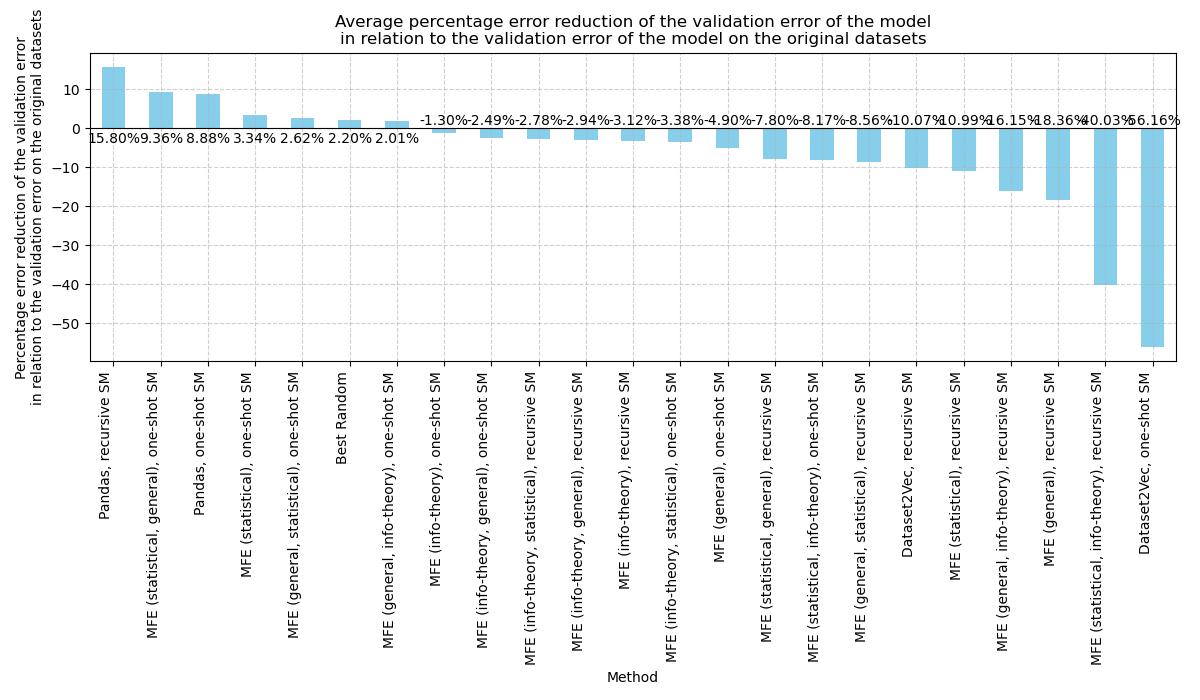 Average percentage error reduction of the validation error of the model
in relation to the validation error of the model on the original datasets
Percentage error reduction of the validation error
in relation to the validation error on the original datasets
10
0
−10
−20
−30
−40
−50
15.80%
9.36%
8.88%
3.34%
2.62%
2.20%
2.01%
-1.30%
-2.49%
-2.78%
-2.94%
-3.12%
-3.38%
-4.90%
-7.80%
-8.17%
-8.56%
-10.07%
-10.99%
-16.15%
-18.36%
-40.03%
-56.16%
Pandas, recursive SM
MFE (statistical, general), one-shot SM
Pandas, one-shot SM
MFE (statistical), one-shot SM
MFE (general, statistical), one-shot SM
Best Random
MFE (general, info-theory), one-shot SM
MFE (info-theory), one-shot SM
MFE (info-theory, general), one-shot SM
MFE (info-theory, statistical), recursive SM
MFE (info-theory, general), recursive SM
MFE (info-theory), recursive SM
MFE (info-theory, statistical), one-shot SM
MFE (general), one-shot SM
MFE (statistical, general), recursive SM
MFE (statistical, info-theory), one-shot SM
MFE (general, statistical), recursive SM
Dataset2Vec, recursive SM
MFE (statistical), recursive SM
MFE (general, info-theory), recursive SM
MFE (general), recursive SM
MFE (statistical, info-theory), recursive SM
Dataset2Vec, one-shot SM
Method